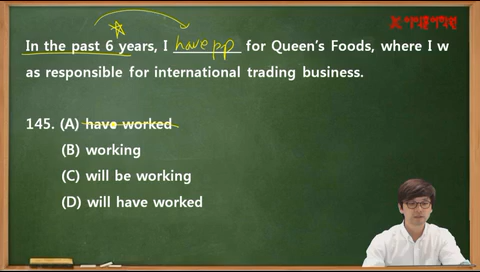 In the past 6 years, I have pp for Queen's Foods, where I w
as responsible for international trading business.
145. (A) have worked
(B) working
(C) will be working
(D) will have worked